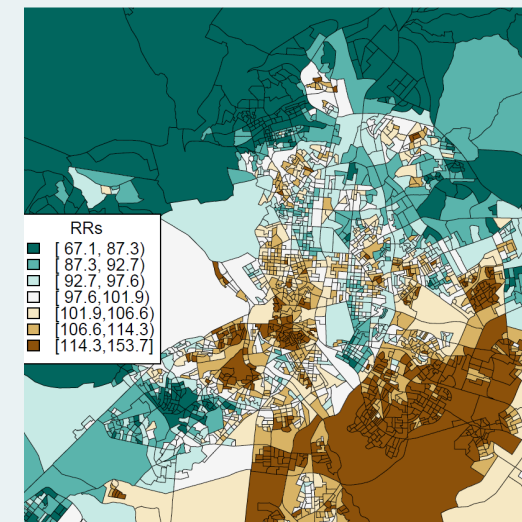 RRs
[ 67.1, 87.3)
[ 87.3, 92.7)
[ 92.7, 97.6)
[ 97.6,101.9)
[101.9,106.6)
[106.6,114.3)
[114.3,153.7]